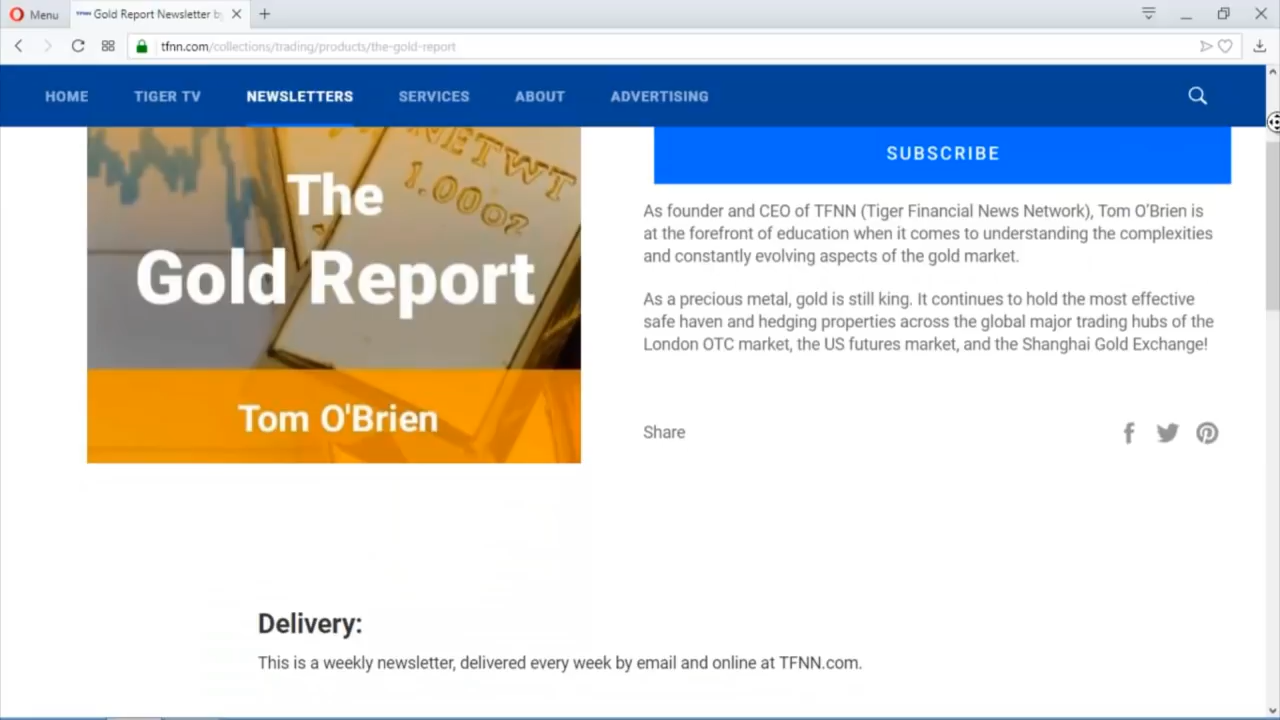 Menu
Gold Report Newsletter by
tfnn.com/collections/trading/products/the-gold-report
HOME TIGER TV NEWSLETTERS SERVICES ABOUT ADVERTISING
NETWT
1.00oz
The
Gold Report
Tom O'Brien
SUBSCRIBE
As founder and CEO of TFNN (Tiger Financial News Network), Tom O'Brien is
at the forefront of education when it comes to understanding the complexities
and constantly evolving aspects of the gold market.
As a precious metal, gold is still king. It continues to hold the most effective
safe haven and hedging properties across the global major trading hubs of the
London OTC market, the US futures market, and the Shanghai Gold Exchange!
Share
Delivery:
This is a weekly newsletter, delivered every week by email and online at TFNN.com.